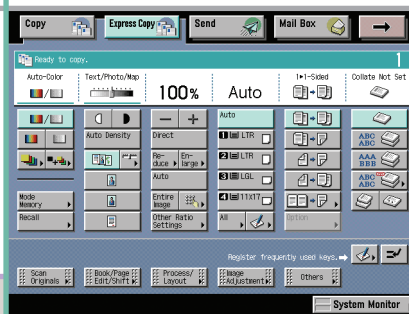 Copy
Express Copy
Send
Mail Box
Ready to copy.
1
Auto-Color
Text/Photo/Map
100%
Auto
1▸1-Sided
Collate Not Set
Auto Density
Direct
Re-duce
En-large
Auto
Entire Image
Other Ratio Settings
Auto
1 LTR
2 LTR
3 LGL
4 11x17
All
Option
ABC ABC
AAA BBB
ABC ABC
Mode Memory
Recall
Register frequently used keys.
Scan Originals
Book/Page Edit/Shift
Process/ Layout
Image Adjustment
Others
System Monitor